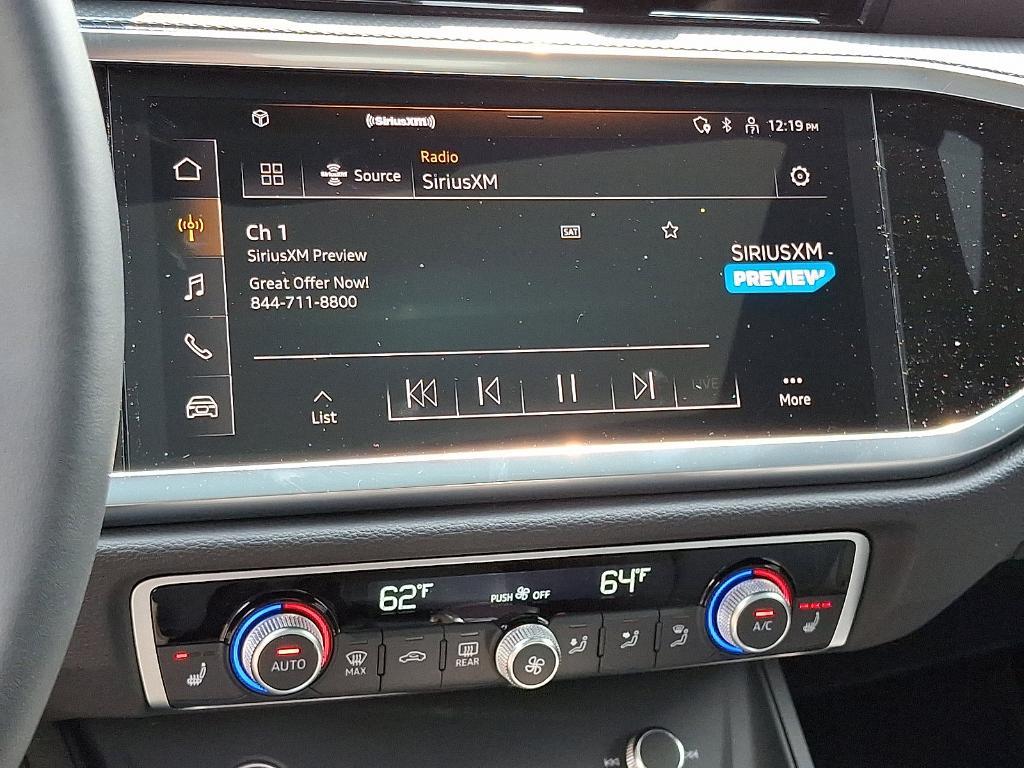 ((SiriusXM))
12:19 PM
Source
Radio
SiriusXM
Ch 1
SAT
SiriusXM Preview
Great Offer Now!
844-711-8800
SIRIUSXM
PREVIEW
List
LIVE
More
62°F
PUSH OFF
64°F
AUTO
MAX
REAR
A/C